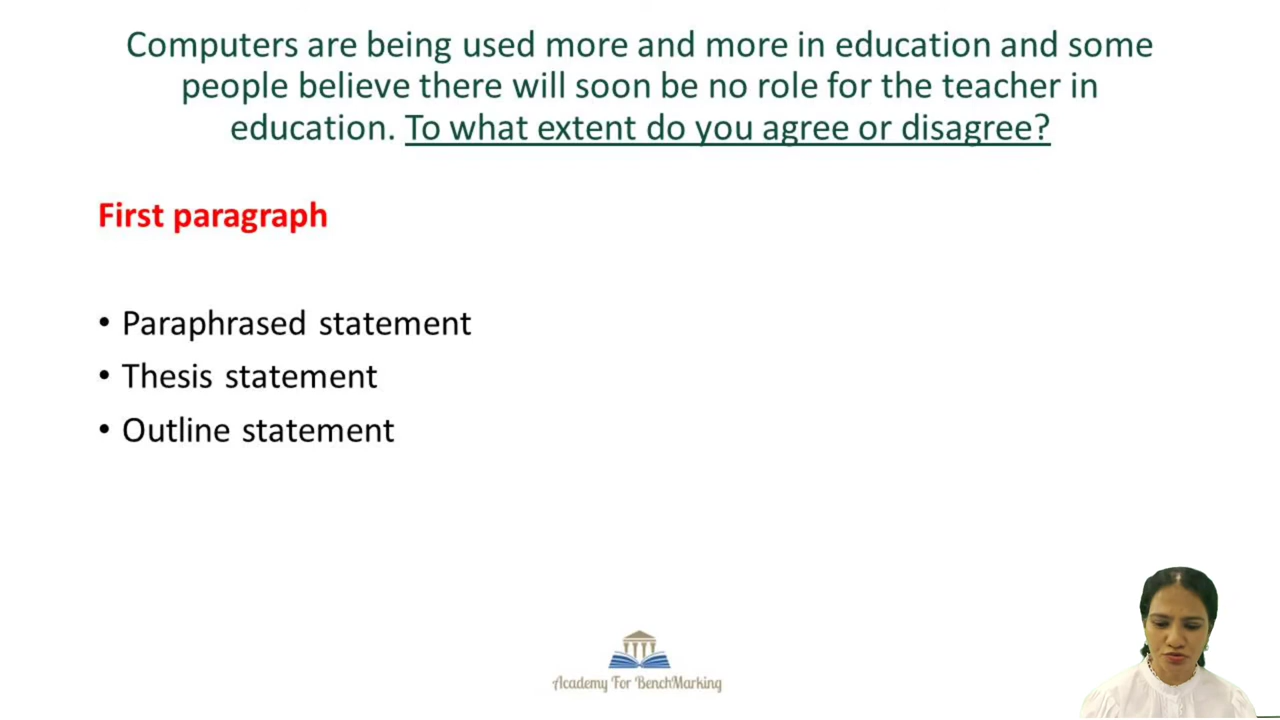 Computers are being used more and more in education and some
people believe there will soon be no role for the teacher in
education. To what extent do you agree or disagree?
First paragraph
• Paraphrased statement
• Thesis statement
• Outline statement
Academy For BenchMarking